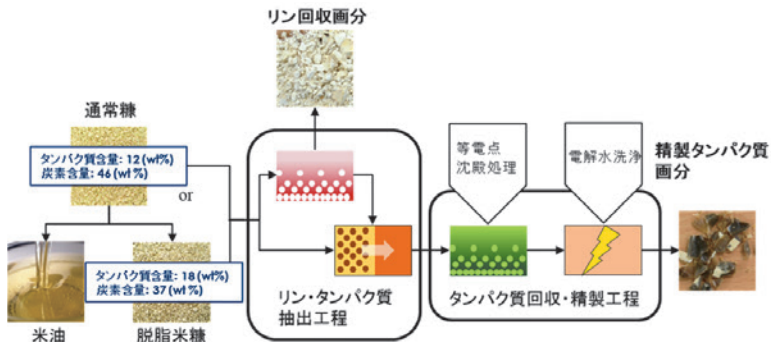 リン回収画分
通常糠
タンパク質含量: 12 (wt%)
炭素含量: 46 (wt%)
or
タンパク質含量: 18 (wt%)
炭素含量: 37 (wt%)
米油
脱脂米糠
リン・タンパク質
抽出工程
等電点
沈殿処理
電解水洗浄
タンパク質回収・精製工程
精製タンパク質
画分